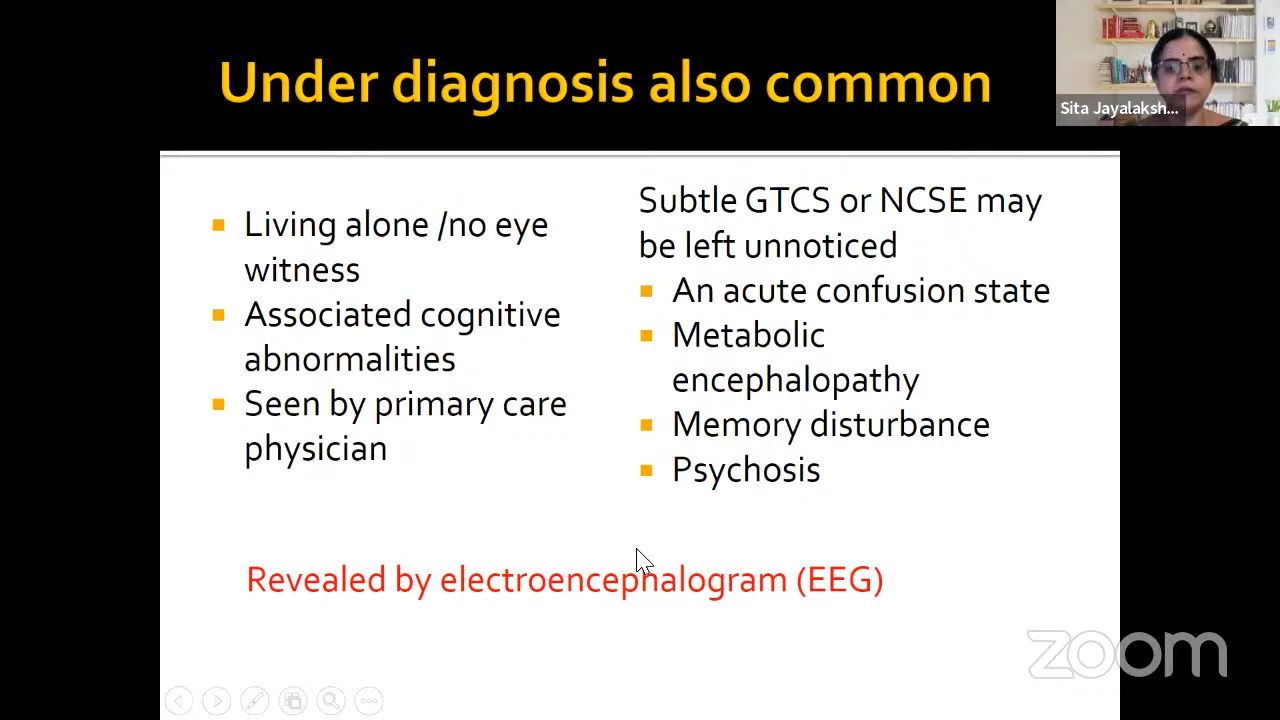 Under diagnosis also common
Sita Jayalaksh...
Living alone /no eye
witness
Associated cognitive
abnormalities
Seen by primary care
physician
Subtle GTCS or NCSE may
be left unnoticed
An acute confusion state
Metabolic
encephalopathy
Memory disturbance
Psychosis
Revealed by electroencephalogram (EEG)
zoom